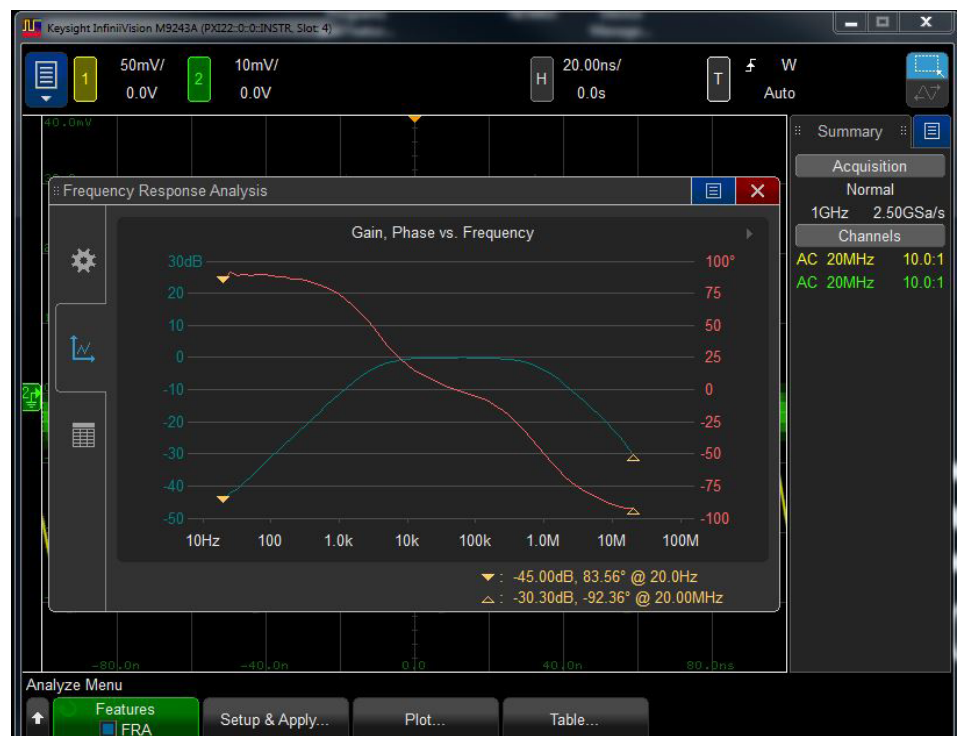 Keysight InfiniiVision M9243A (PXI22::0::0::INSTR, Slot: 4)
1 50mV/ 2 10mV/ H 20.00ns/ T W
0.0V 0.0V 0.0s Auto
40.0mV
Summary
Acquisition
Normal
1GHz 2.50GSa/s
Channels
AC 20MHz 10.0:1
AC 20MHz 10.0:1
Frequency Response Analysis
Gain, Phase vs. Frequency
30dB 100°
20 75
10 50
0 25
-10 0
-20 -25
-30 -50
-40 -75
-50 -100
10Hz 100 1.0k 10k 100k 1.0M 10M 100M
: -45.00dB, 83.56° @ 20.0Hz
: -30.30dB, -92.36° @ 20.00MHz
2
-80.0n -40.0n 0.0 40.0n 80.0ns
Analyze Menu
Features
FRA
Setup & Apply...
Plot...
Table...